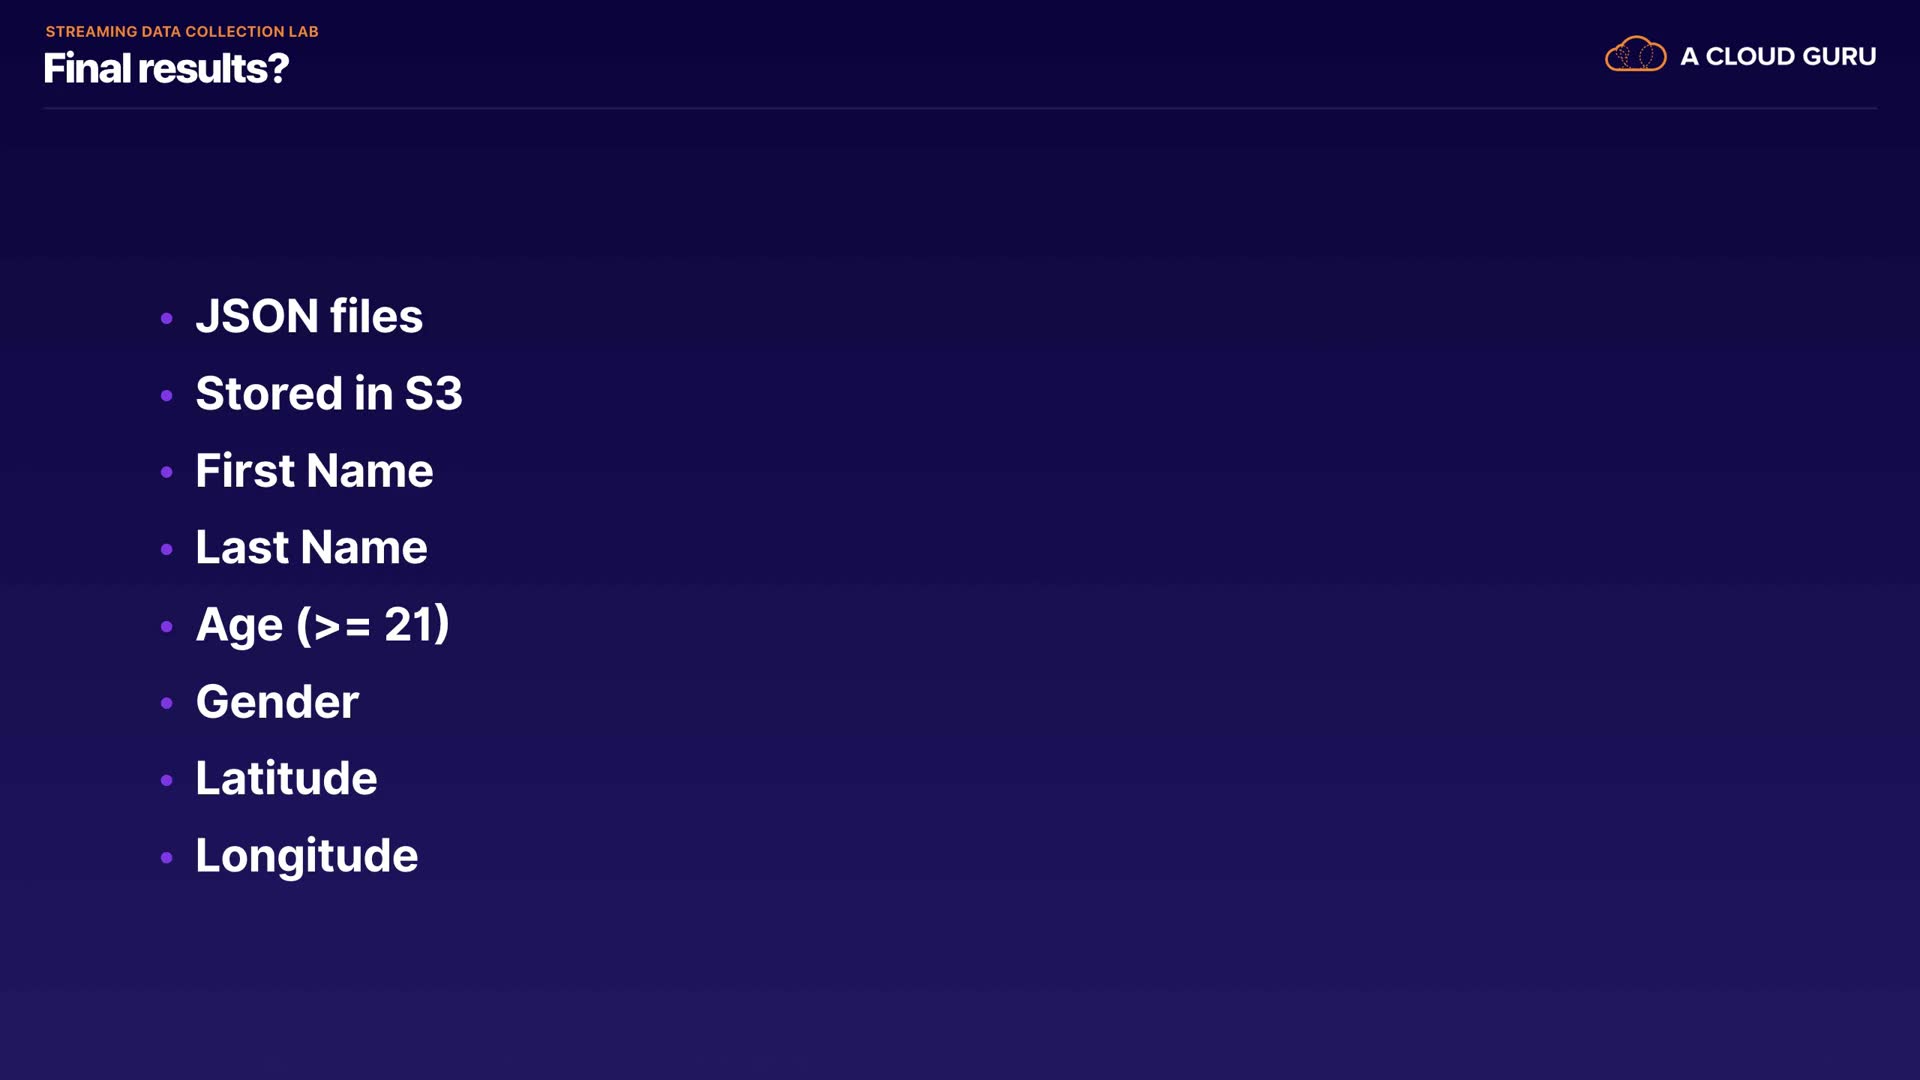 STREAMING DATA COLLECTION LAB
Final results?
A CLOUD GURU
• JSON files
• Stored in S3
• First Name
• Last Name
• Age (>= 21)
• Gender
• Latitude
• Longitude